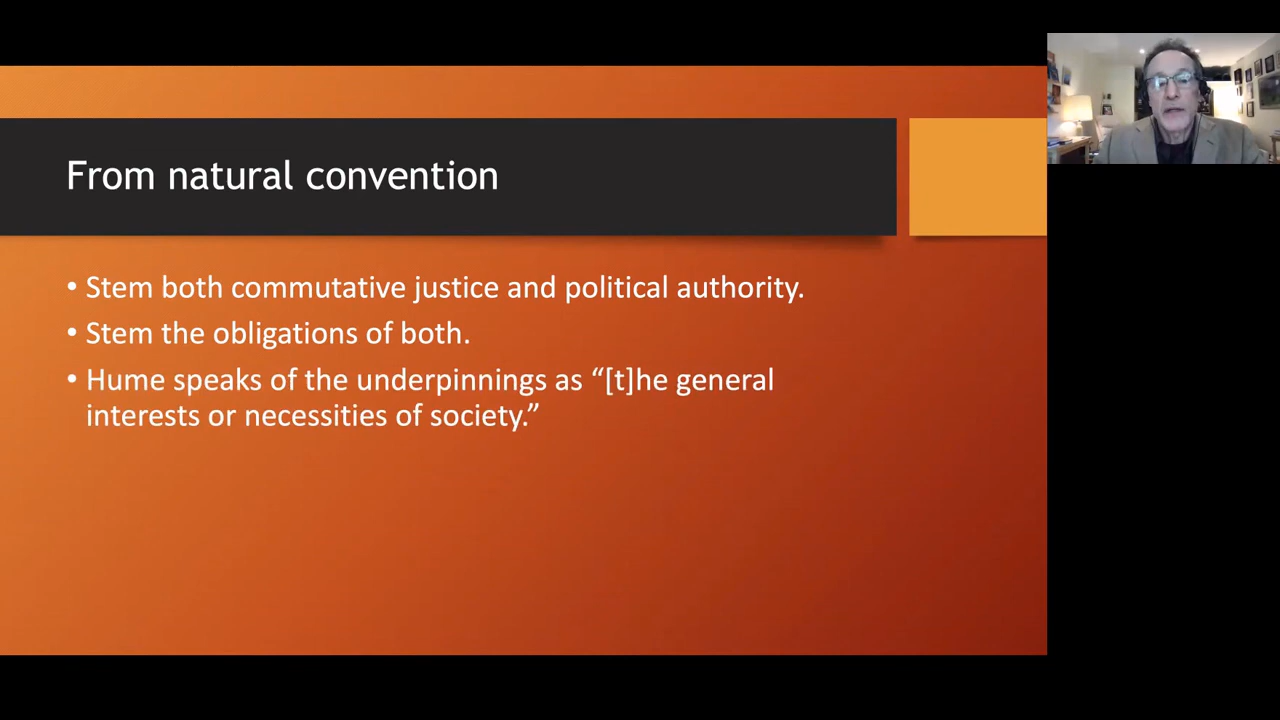 From natural convention
• Stem both commutative justice and political authority.
• Stem the obligations of both.
• Hume speaks of the underpinnings as “[t]he general
interests or necessities of society.”